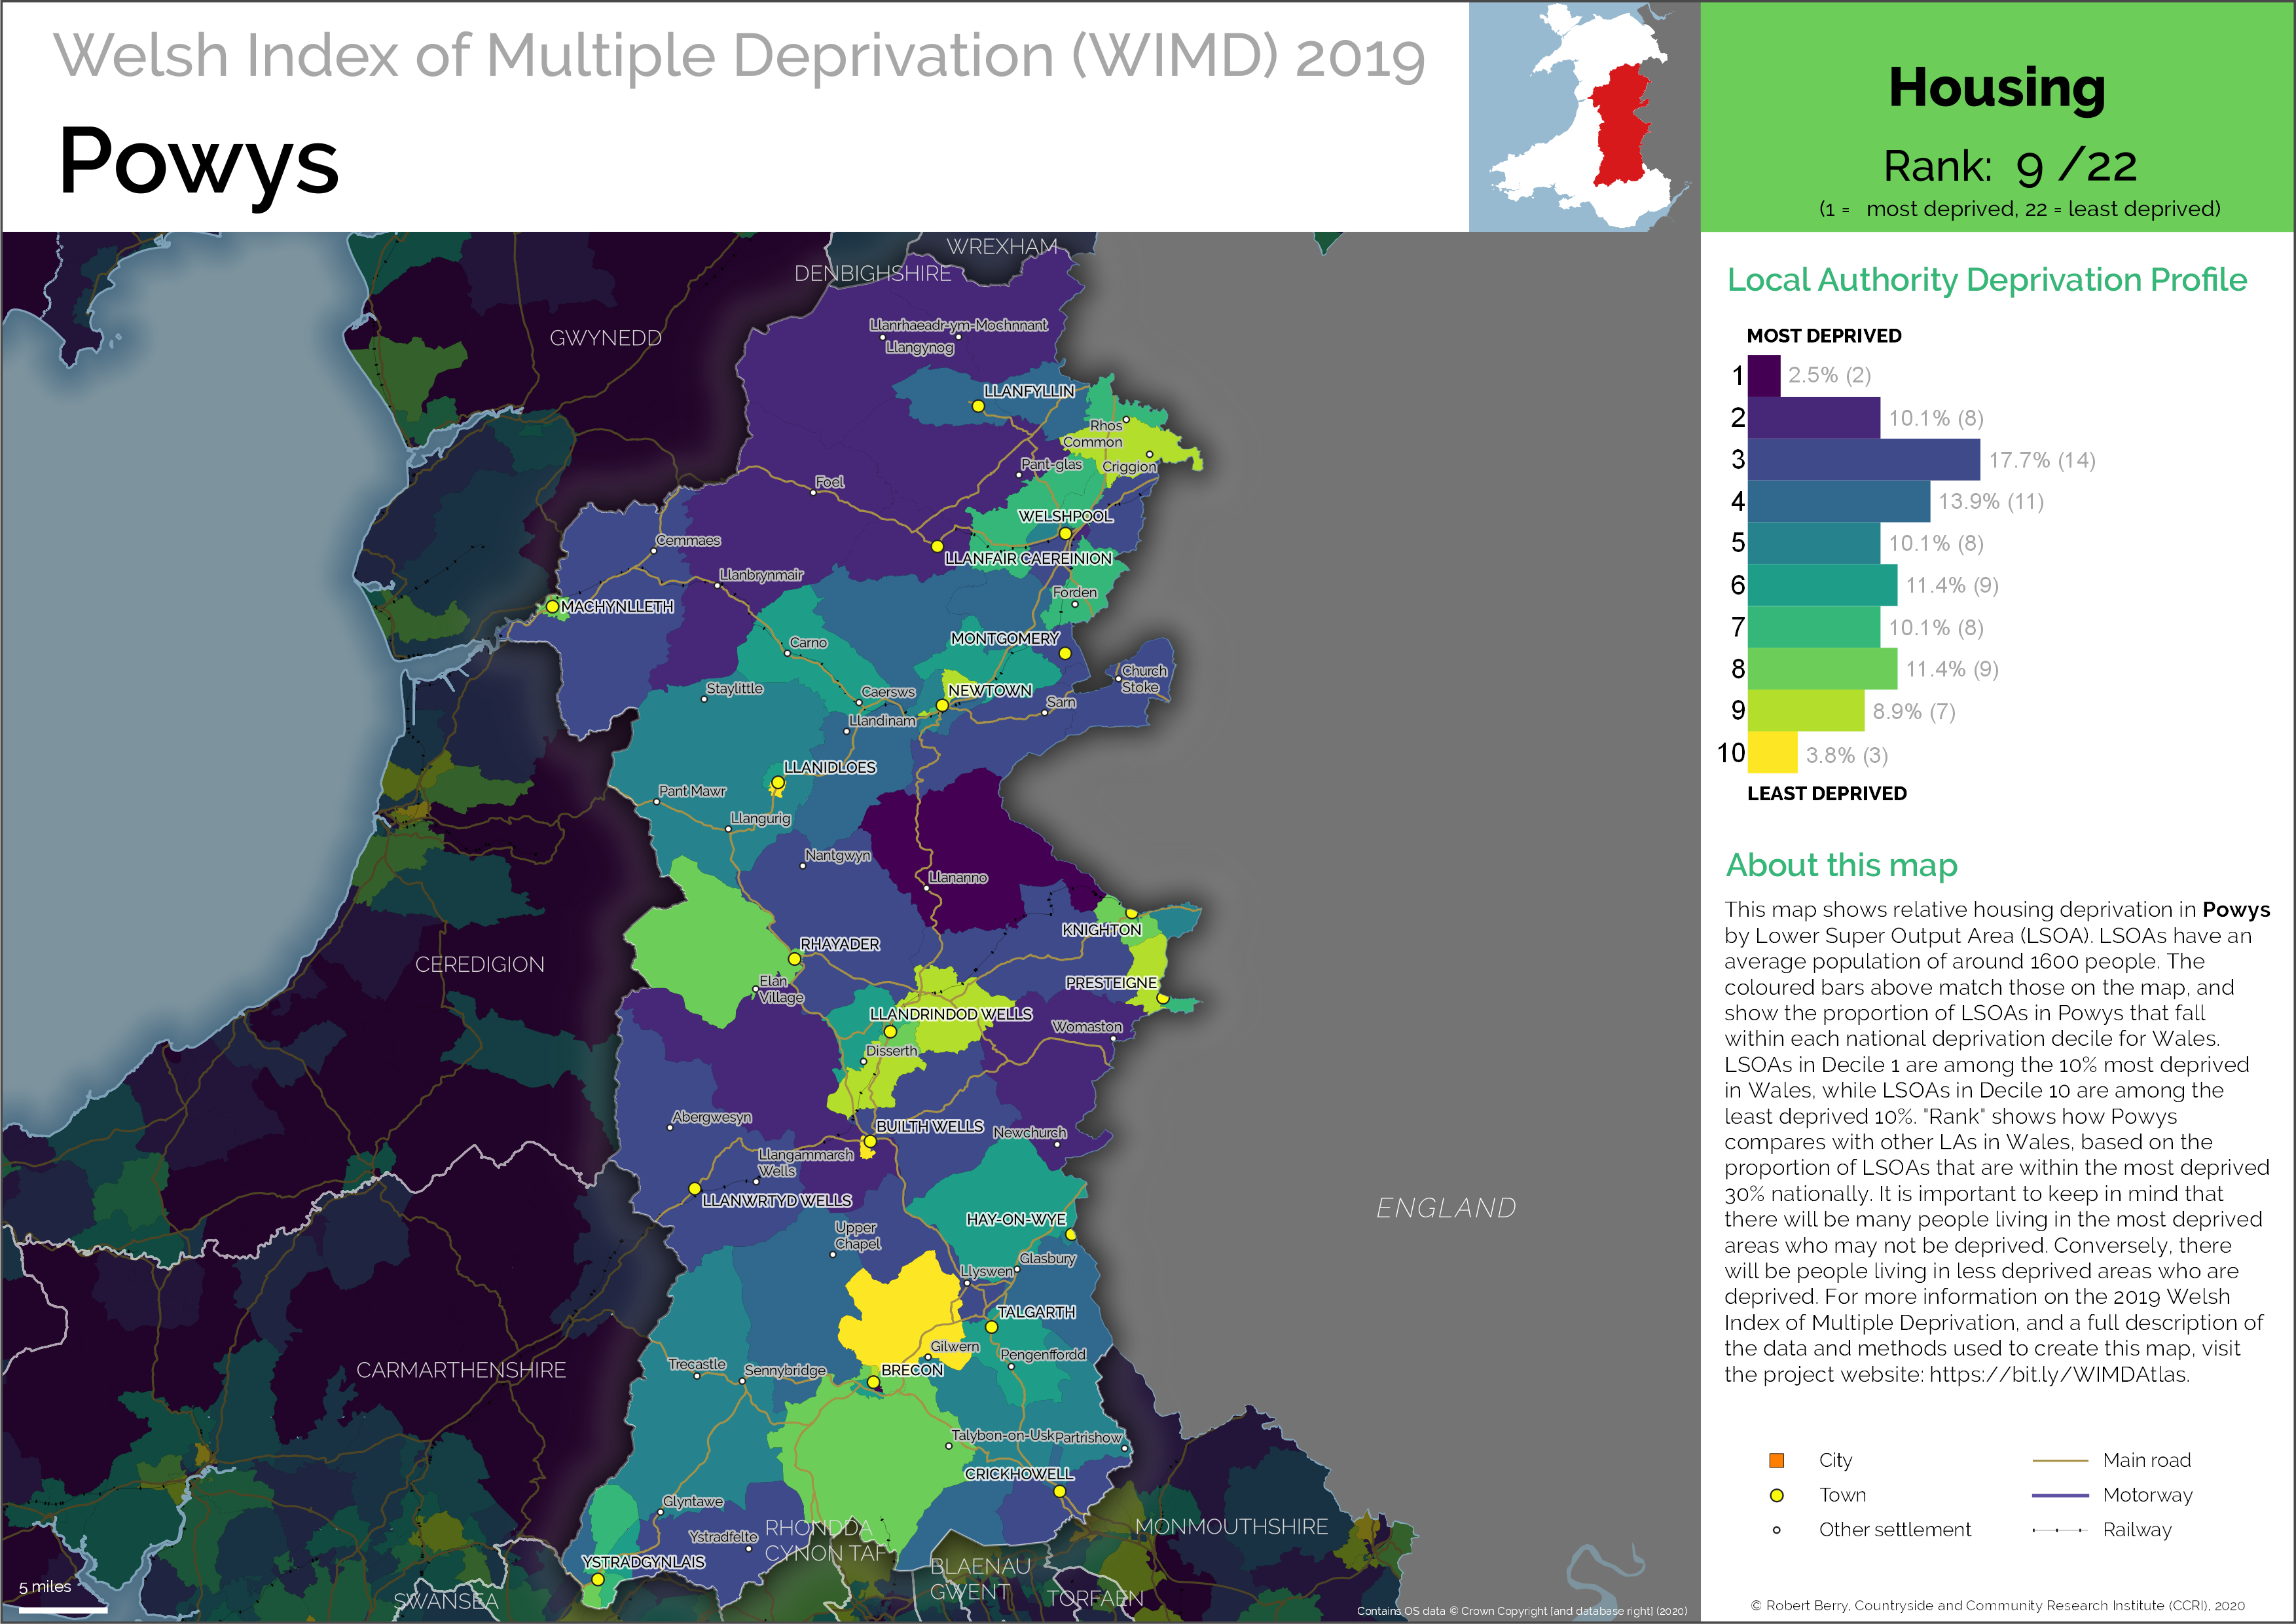 Welsh Index of Multiple Deprivation (WIMD) 2019
Powys
Housing
Rank: 9 /22
(1 = most deprived, 22 = least deprived)
Local Authority Deprivation Profile
MOST DEPRIVED
1 2.5% (2)
2 10.1% (8)
3 17.7% (14)
4 13.9% (11)
5 10.1% (8)
6 11.4% (9)
7 10.1% (8)
8 11.4% (9)
9 8.9% (7)
10 3.8% (3)
LEAST DEPRIVED
About this map
This map shows relative housing deprivation in Powys
by Lower Super Output Area (LSOA). LSOAs have an
average population of around 1600 people. The
coloured bars above match those on the map, and
show the proportion of LSOAs in Powys that fall
within each national deprivation decile for Wales.
LSOAs in Decile 1 are among the 10% most deprived
in Wales, while LSOAs in Decile 10 are among the
least deprived 10%. "Rank" shows how Powys
compares with other LAs in Wales, based on the
proportion of LSOAs that are within the most deprived
30% nationally. It is important to keep in mind that
there will be many people living in the most deprived
areas who may not be deprived. Conversely, there
will be people living in less deprived areas who are
deprived. For more information on the 2019 Welsh
Index of Multiple Deprivation, and a full description of
the data and methods used to create this map, visit
the project website: https://bit.ly/WIMDAtlas.
City
Town
Other settlement
Main road
Motorway
Railway
© Robert Berry, Countryside and Community Research Institute (CCRI), 2020
WREXHAM
DENBIGHSHIRE
GWYNEDD
Llanrhaeadr-ym-Mochnnant
Llangynog
LLANFYLLIN
Rhos
Common
Criggion
Pant-glas
Foel
WELSHPOOL
Cemmaes
LLANFAIR CAEREINION
Llanbrynmair
Forden
MACHYNLLETH
MONTGOMERY
Carno
Church
Stoke
Staylittle
Caersws
NEWTOWN
Sarn
Llandinam
LLANIDLOES
Pant Mawr
Llangurig
Nantgwyn
Llananno
KNIGHTON
RHAYADER
CEREDIGION
Elan
Village
PRESTEIGNE
LLANDRINDOD WELLS
Womaston
Disserth
Abergwesyn
BUILTH WELLS
Newchurch
Llangammarch
Wells
LLANWRTYD WELLS
ENGLAND
HAY-ON-WYE
Upper
Chapel
Glasbury
Llyswen
TALGARTH
Gilwern
Pengenffordd
CARMARTHENSHIRE
Trecastle
Sennybridge
BRECON
Talybon-on-Usk
Partrishow
CRICKHOWELL
Glyntawe
Ystradfelte
RHONDDA
CYNON TAF
MONMOUTHSHIRE
YSTRADGYNLAIS
BLAENAU
GWENT
TORFAEN
SWANSEA
5 miles
Contains OS data © Crown Copyright [and database right] (2020)